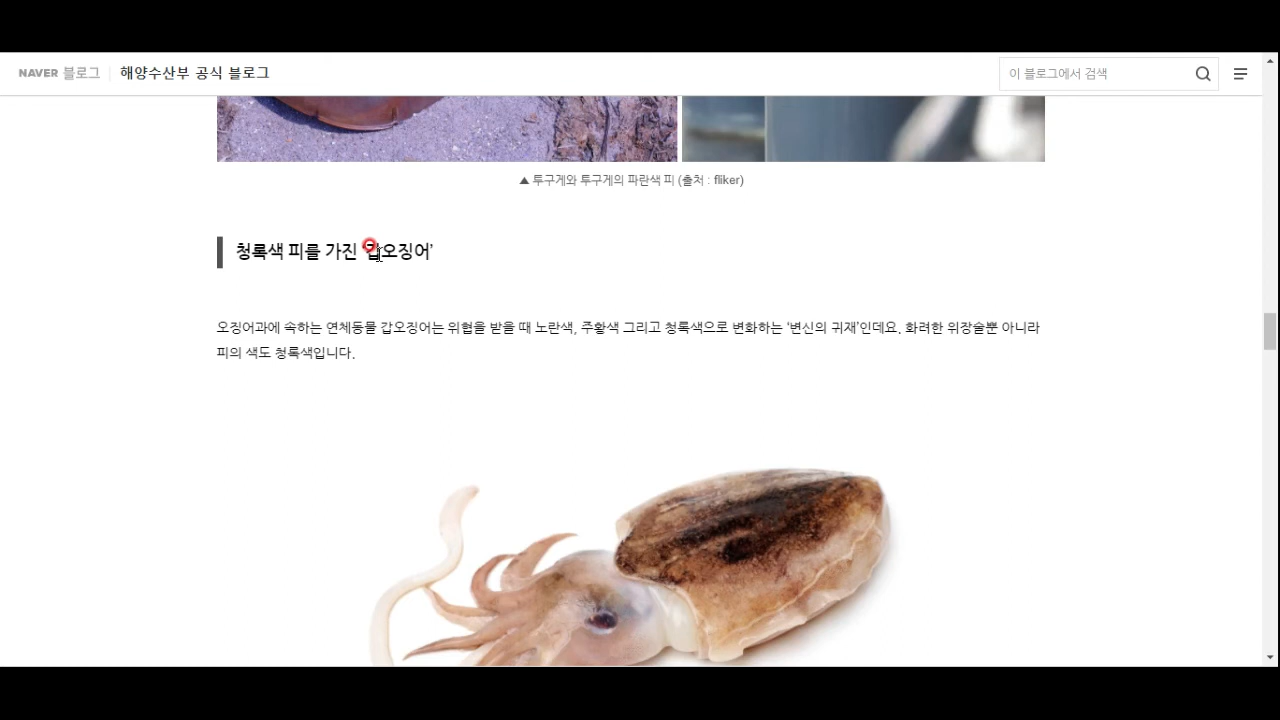 NAVER 블로그 해양수산부 공식 블로그 이 블로그에서 검색
▲ 투구게와 투구게의 파란색 피 (출처 : fliker)
청록색 피를 가진 ‘갑오징어’
오징어과에 속하는 연체동물 갑오징어는 위협을 받을 때 노란색, 주황색 그리고 청록색으로 변화하는 ‘변신의 귀재’인데요. 화려한 위장술뿐 아니라
피의 색도 청록색입니다.